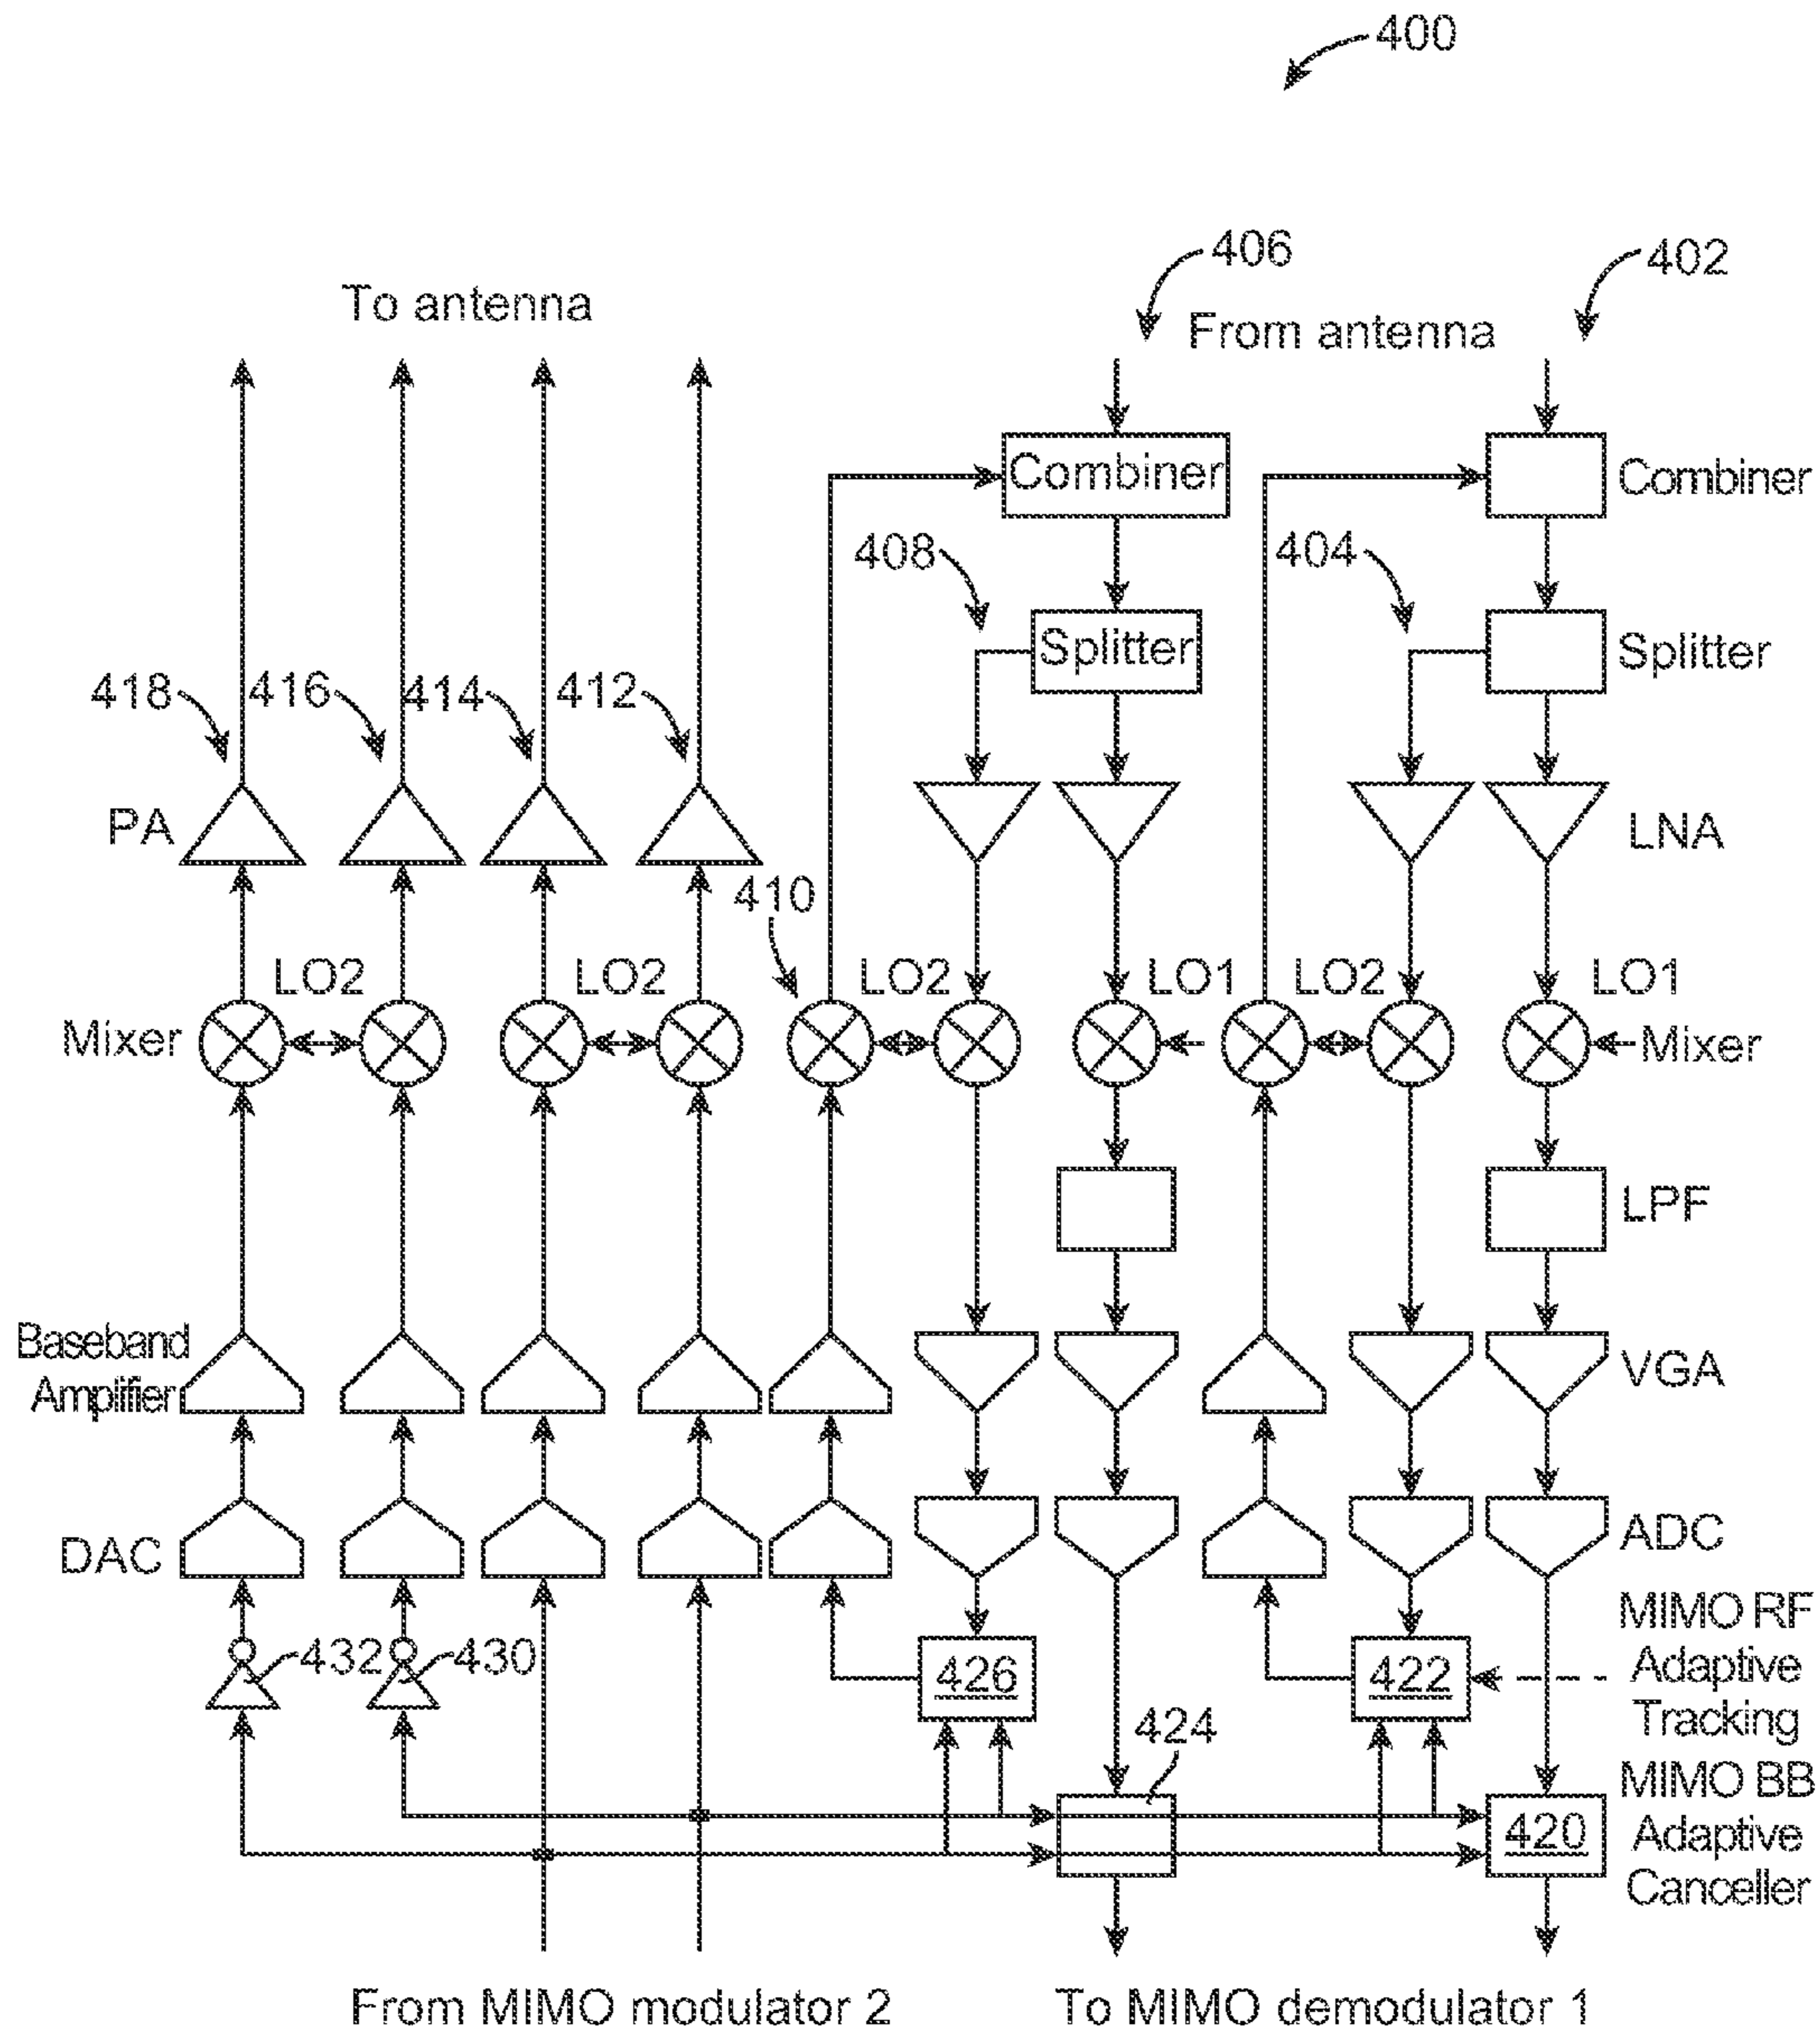 400
406
402
To antenna
From antenna
Combiner
Combiner
408
404
Splitter
Splitter
418
416
414
412
PA
LNA
410
LO2
LO2
LO2
LO1
LO2
LO1
Mixer
Mixer
LPF
Baseband
Amplifier
VGA
DAC
ADC
MIMO RF
Adaptive
Tracking
432
430
426
422
424
MIMO BB
Adaptive
Canceller
420
From MIMO modulator 2
To MIMO demodulator 1